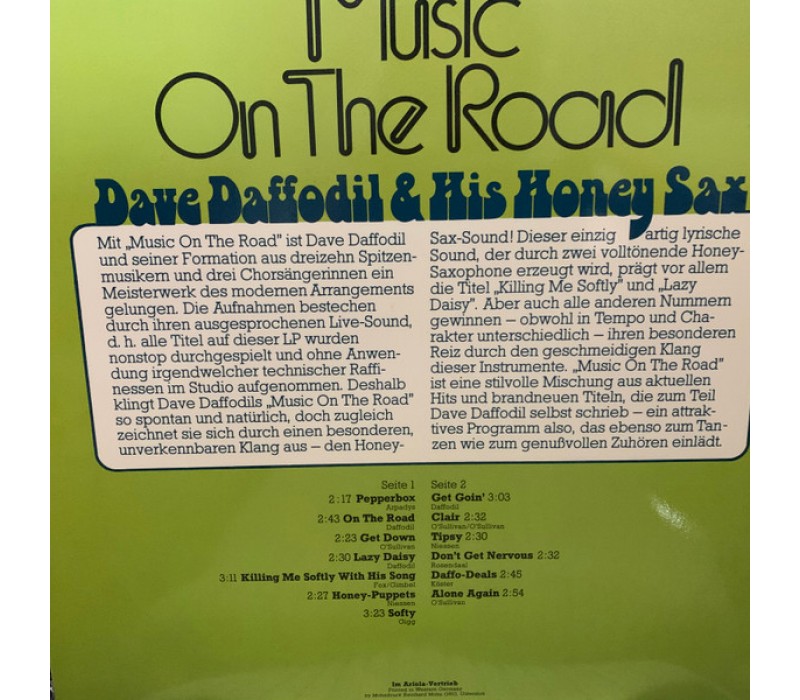 Music
On The Road
Dave Daffodil & His Honey Sax
Mit „Music On The Road" ist Dave Daffodil
und seiner Formation aus dreizehn Spitzen-
musikern und drei Chorsängerinnen ein
Meisterwerk des modernen Arrangements
gelungen. Die Aufnahmen bestechen
durch ihren ausgesprochenen Live-Sound,
d. h. alle Titel auf dieser LP wurden
nonstop durchgespielt und ohne Anwen-
dung irgendwelcher technischer Raffi-
nessen im Studio aufgenommen. Deshalb
klingt Dave Daffodils „Music On The Road"
so spontan und natürlich, doch zugleich
zeichnet sie sich durch einen besonderen,
unverkennbaren Klang aus – den Honey-
Sax-Sound! Dieser einzig artig lyrische
Sound, der durch zwei volltönende Honey-
Saxophone erzeugt wird, prägt vor allem
die Titel „Killing Me Softly" und „Lazy
Daisy". Aber auch alle anderen Nummern
gewinnen – obwohl in Tempo und Cha-
rakter unterschiedlich – ihren besonderen
Reiz durch den geschmeidigen Klang
dieser Instrumente. „Music On The Road"
ist eine stilvolle Mischung aus aktuellen
Hits und brandneuen Titeln, die zum Teil
Dave Daffodil selbst schrieb – ein attrak-
tives Programm also, das ebenso zum Tan-
zen wie zum genußvollen Zuhören einlädt.
Seite 1
2:17 Pepperbox
Arpadys
2:43 On The Road
Daffodil
2:23 Get Down
O'Sullivan
2:30 Lazy Daisy
Daffodil
3:11 Killing Me Softly With His Song
Fox/Gimbel
2:27 Honey-Puppets
Niessen
3:23 Softy
Gigg
Seite 2
Get Goin' 3:03
Daffodil
Clair 2:32
O'Sullivan/O'Sullivan
Tipsy 2:30
Niessen
Don't Get Nervous 2:32
Rosendaal
Daffo-Deals 2:45
Klister
Alone Again 2:54
O'Sullivan
Im Ariola-Vertrieb
Printing in Western Germany